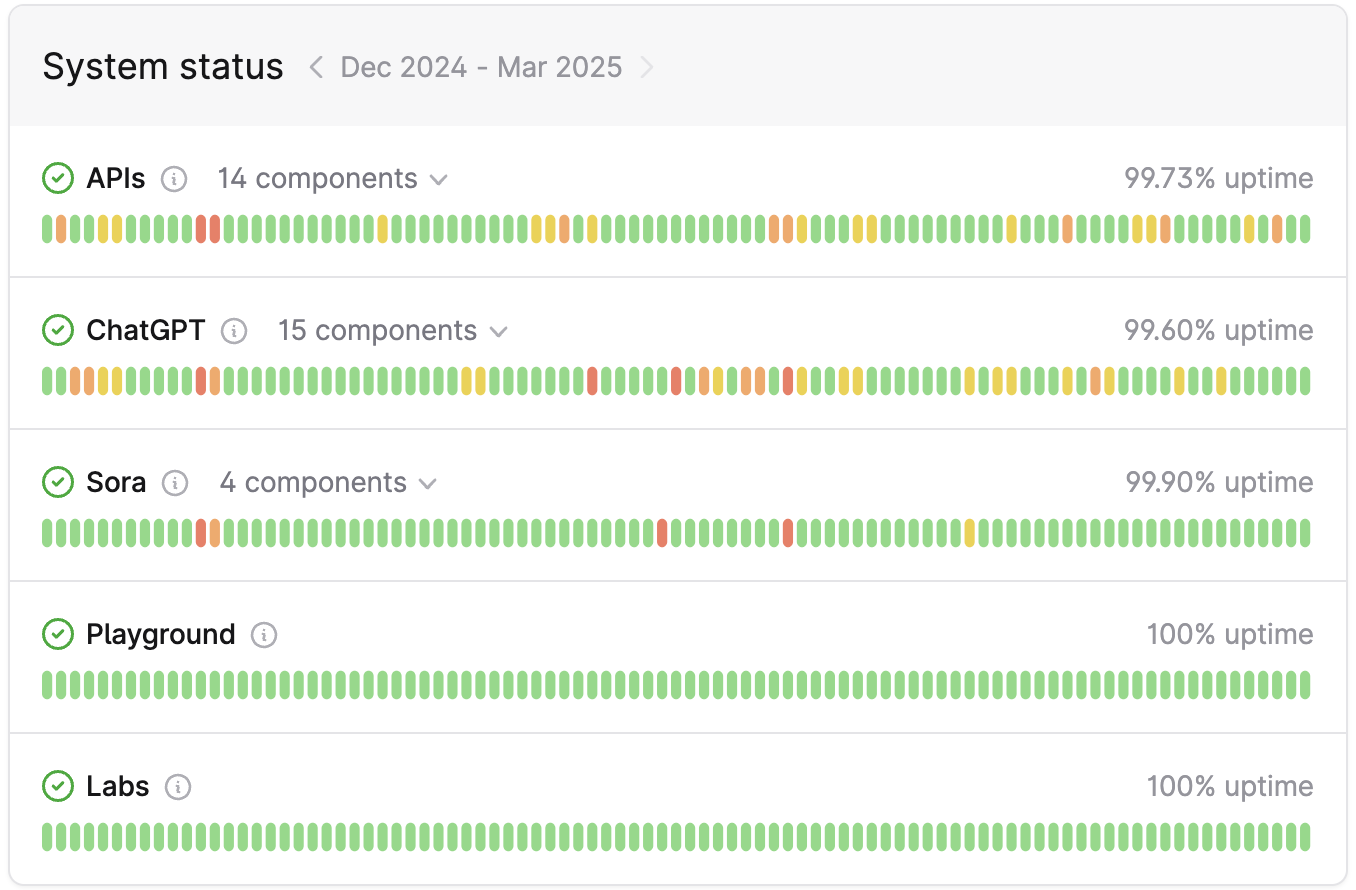 System status < Dec 2024 - Mar 2025 >
APIs 14 components 99.73% uptime
ChatGPT 15 components 99.60% uptime
Sora 4 components 99.90% uptime
Playground 100% uptime
Labs 100% uptime